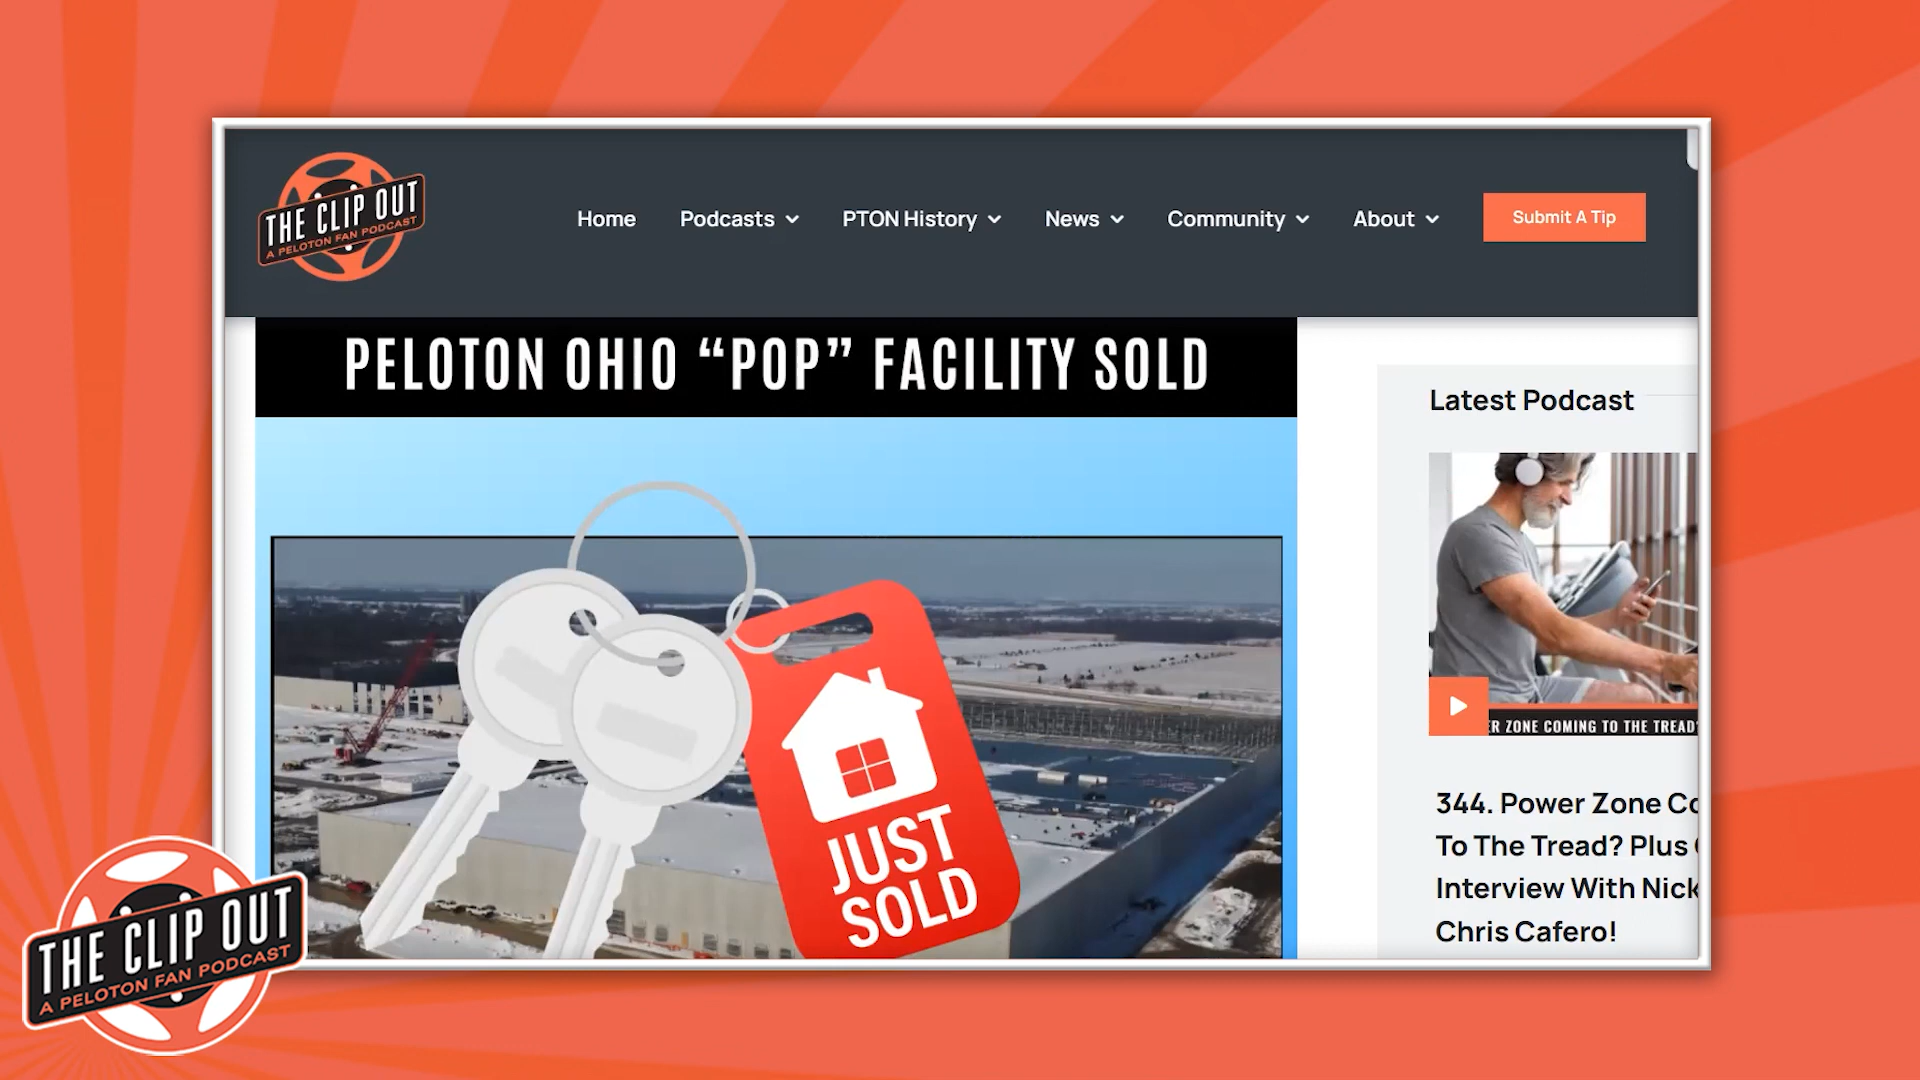 THE CLIP OUT
A PELOTON FAN PODCAST
Home
Podcasts
PTON History
News
Community
About
Submit A Tip
PELOTON OHIO “POP” FACILITY SOLD
Latest Podcast
JUST
SOLD
ZONE COMING TO THE TREAD
344. Power Zone
To The Tread? Plus
Interview With Nick
Chris Cafero!
THE CLIP OUT
A PELOTON FAN PODCAST